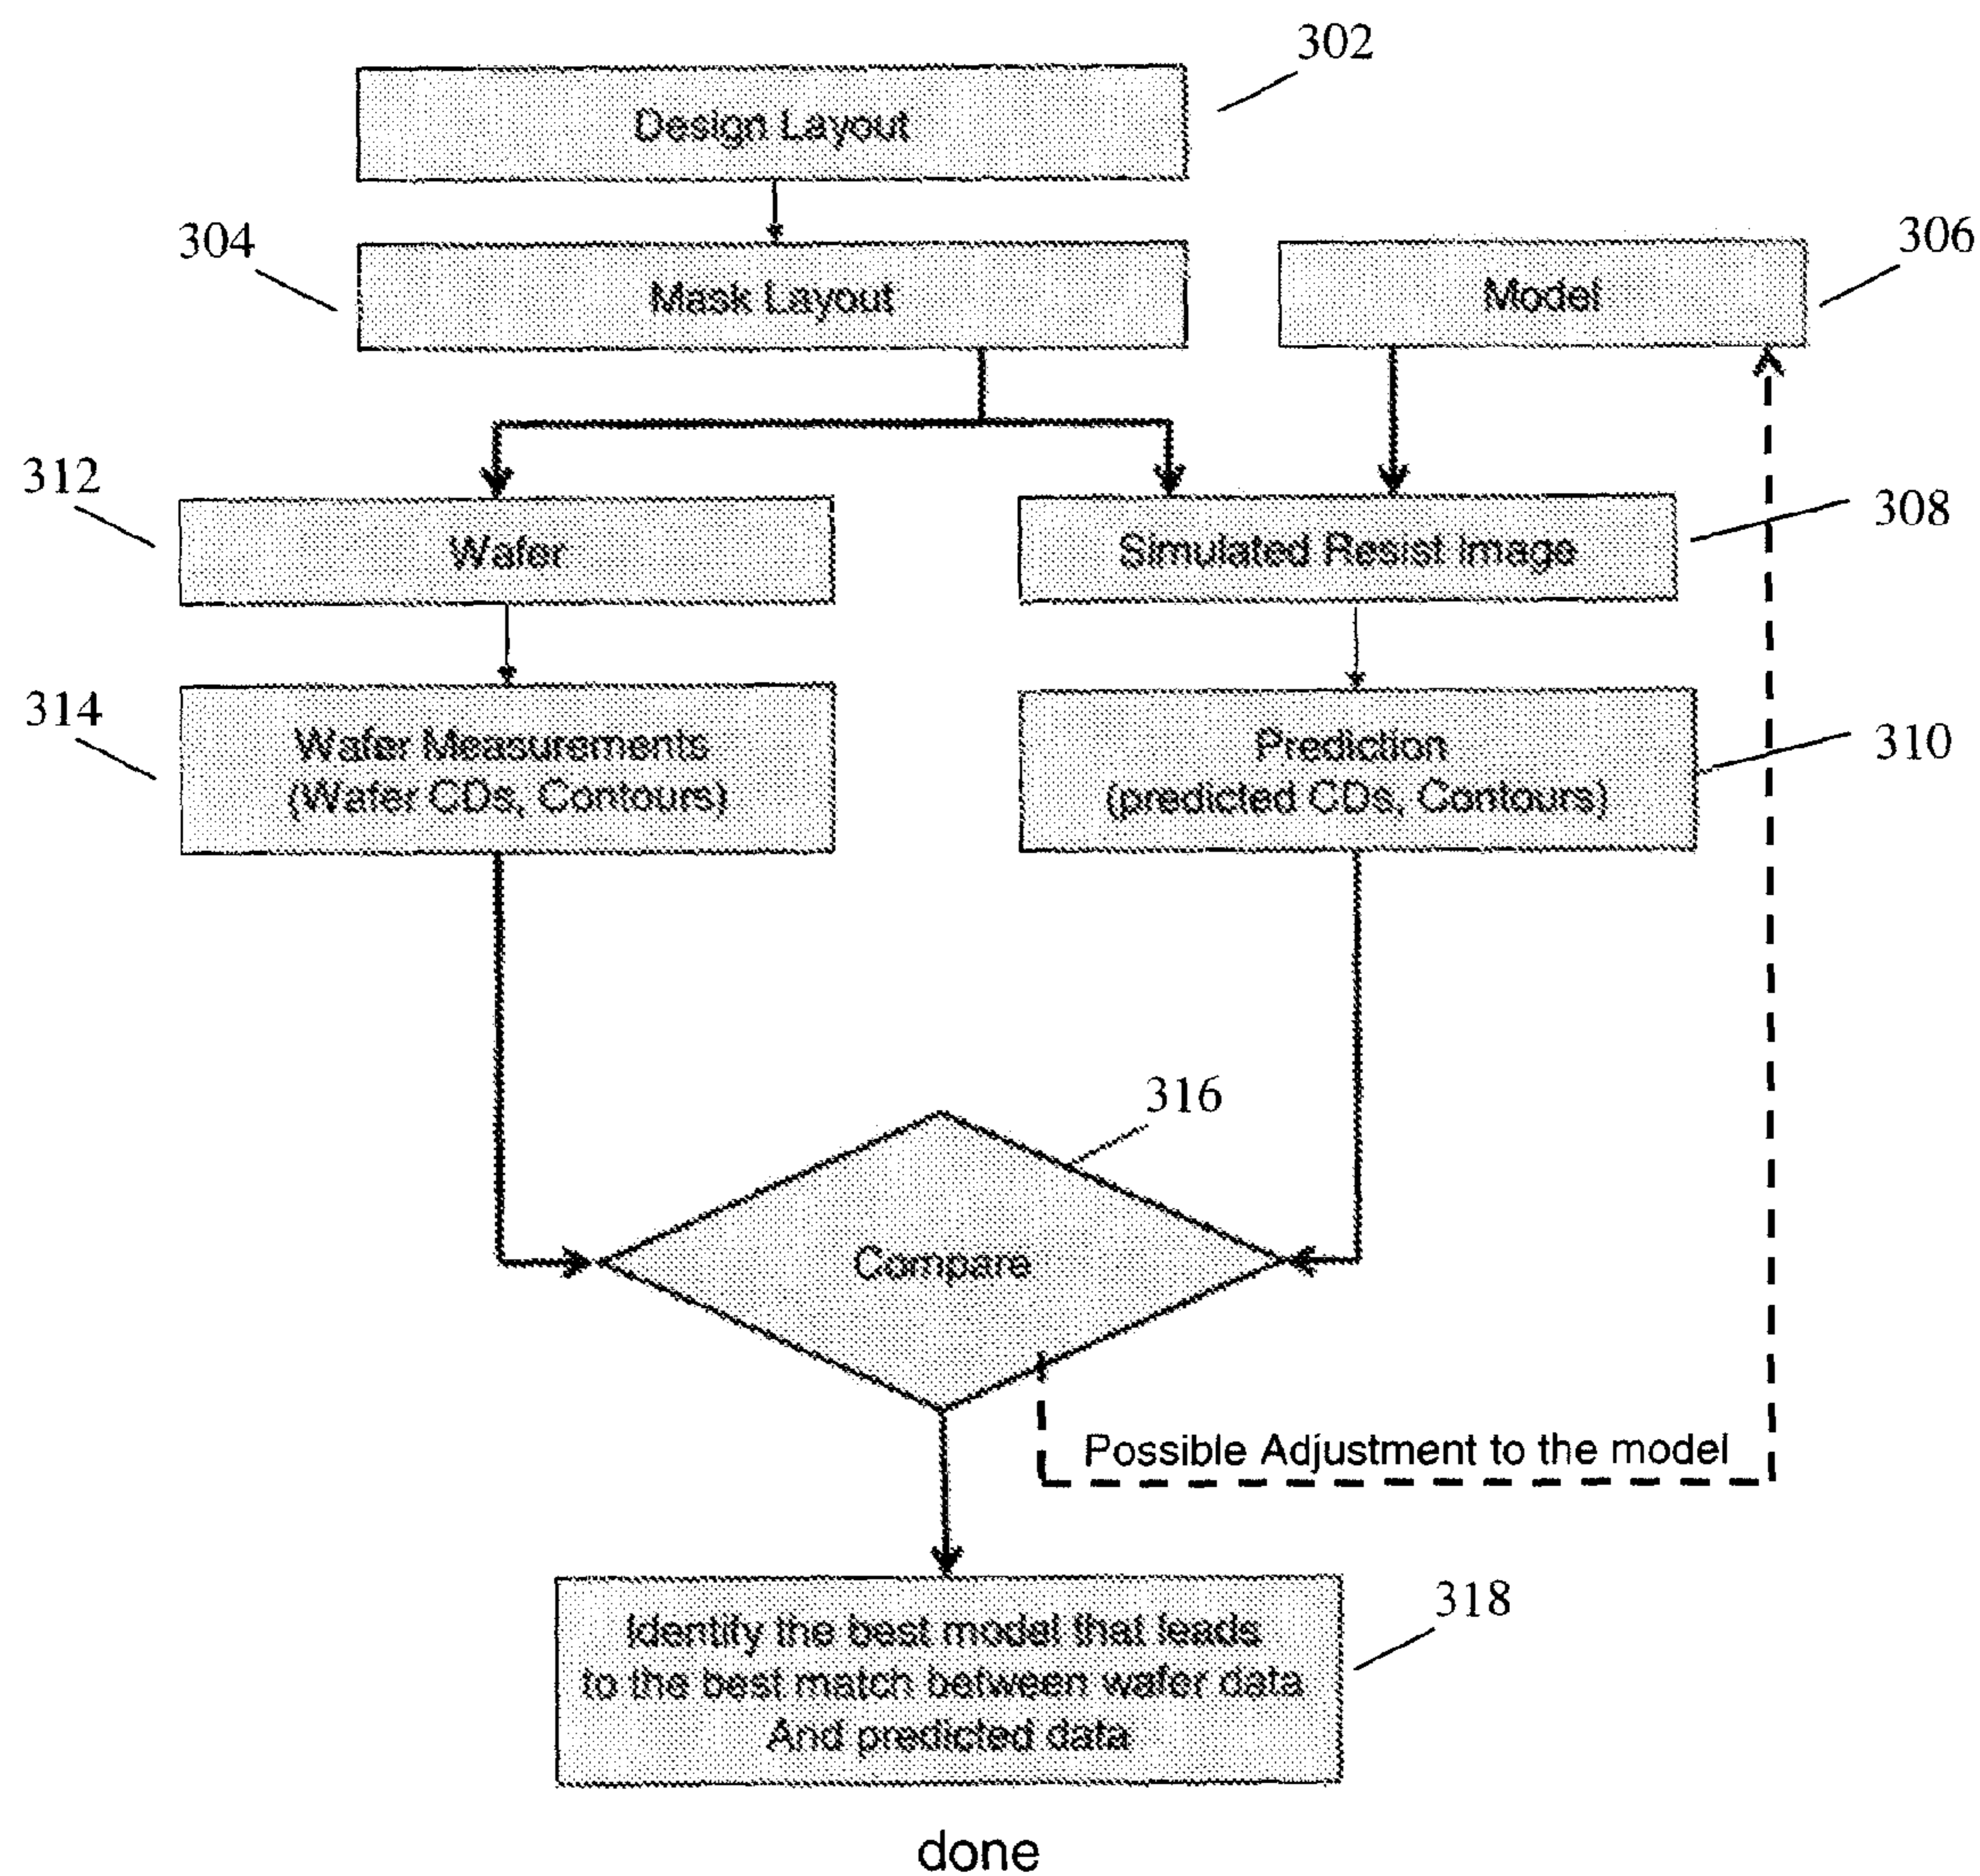 302
Design Layout
304
Mask Layout
Model
306
312
Wafer
Simulated Resist Image
308
314
Wafer Measurements
(Wafer CDs, Contours)
Prediction
(predicted CDs, Contours)
310
316
Compare
Possible Adjustment to the model
Identify the best model that leads
to the best match between wafer data
And predicted data
318
done